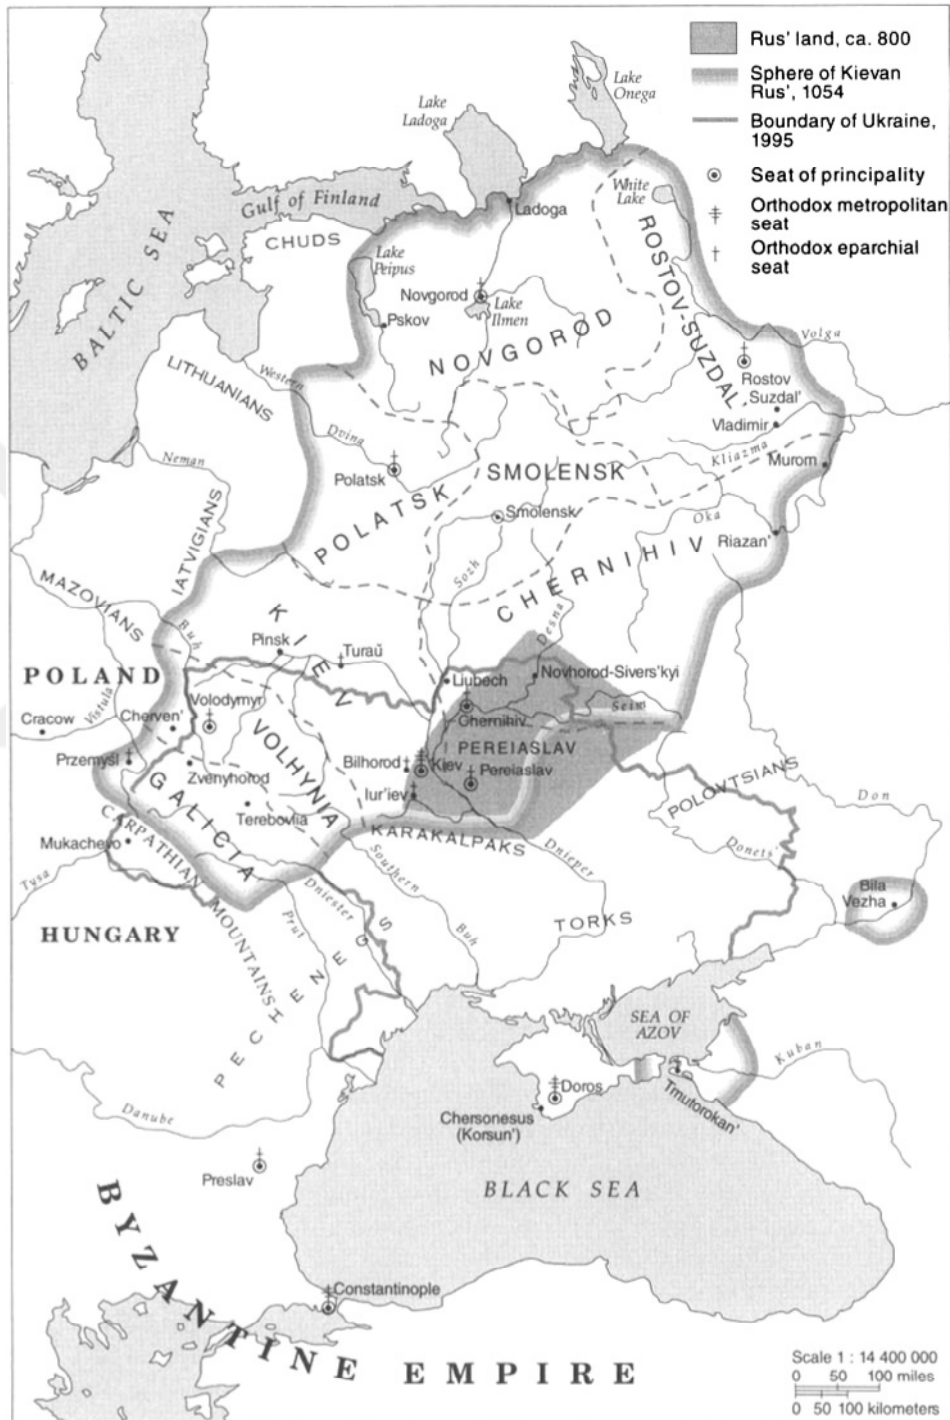 Rus' land, ca. 800
Sphere of Kievan
Rus', 1054
Boundary of Ukraine,
1995
Seat of principality
Orthodox metropolitan
seat
Orthodox eparchial
seat
Lake
Onega
Lake
Ladoga
White
Lake
Gulf of Finland
Ladoga
CHUDS
Lake
Peipus
BALTIC SEA
ROSTOV-SUZDAL'
Novgorod
Lake
Ilmen
Pskov
NOVGOROD
Volga
LITHUANIANS
Western
Dvina
Rostov
Suzdal'
Vladimir
Kliazma
Murom
Neman
Polatsk
SMOLENSK
POLATSK
Smolensk
Oka
Riazan'
IATVIGIANS
Sozh
CHERNIHIV
Desna
MAZOVIANS
Buh
KIEV
Pinsk
Turaŭ
POLAND
Liubech
Novhorod-Sivers'kyi
Vistula
Volodymyr
Seim
Cracow
Cherven'
Chernihiv
VOLHYNIA
PEREIASLAV
Przemyśl
Bilhorod
Kiev
Pereiaslav
Zvenyhorod
Iur'iev
GALICIA
Terebovlia
POLOVTSIANS
Don
KARAKALPAKS
CARPATHIAN MOUNTAINS
Mukachevo
Dnieper
Donets'
Tysa
Southern
Buh
Dniester
Bila
Vezha
Prut
TORKS
HUNGARY
PECHENEGS
SEA OF
AZOV
Kuban
Doros
Tmutorokan'
Chersonesus
(Korsun')
Danube
Preslav
BLACK SEA
Constantinople
BYZANTINE EMPIRE
Scale 1 : 14 400 000
0 50 100 miles
0 50 100 kilometers